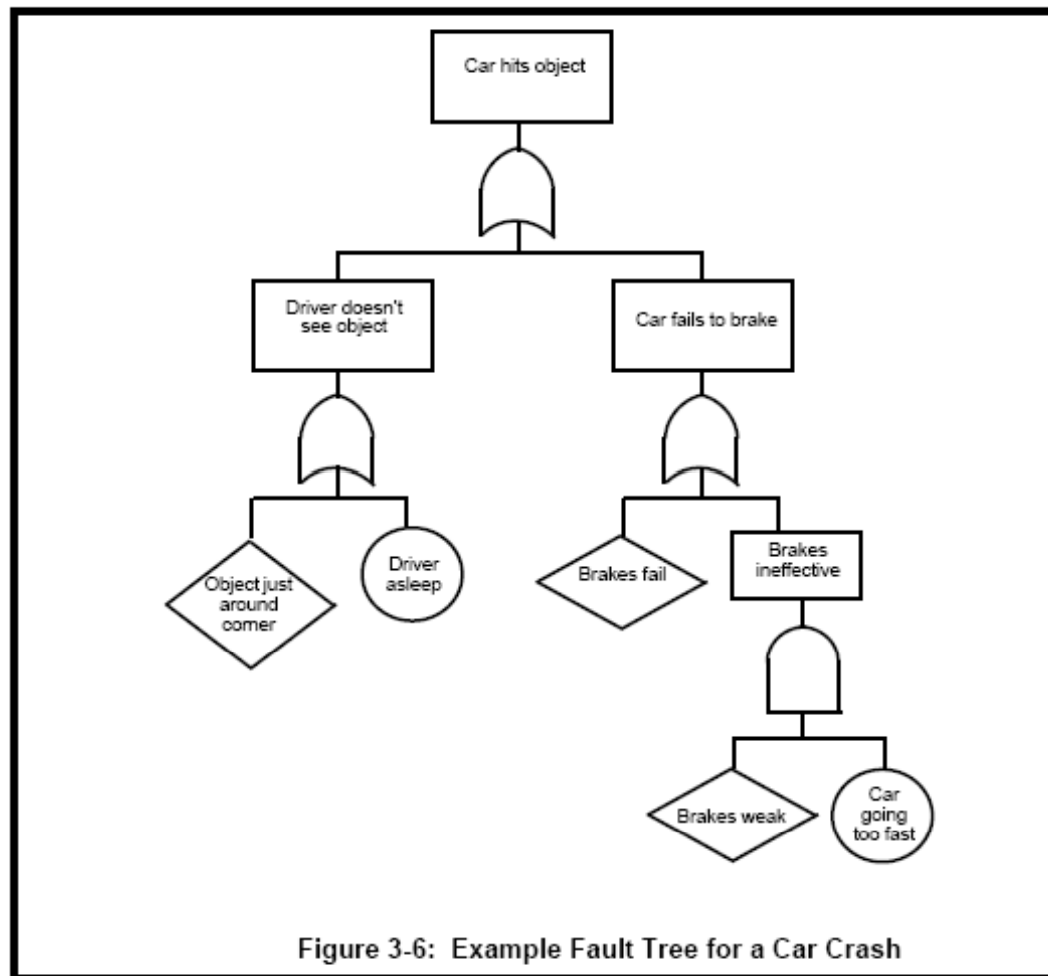 Car hits object
Driver doesn't
see object
Car fails to brake
Object just
around
corner
Driver
asleep
Brakes fail
Brakes
ineffective
Brakes weak
Car
going
too fast
Figure 3-6: Example Fault Tree for a Car Crash